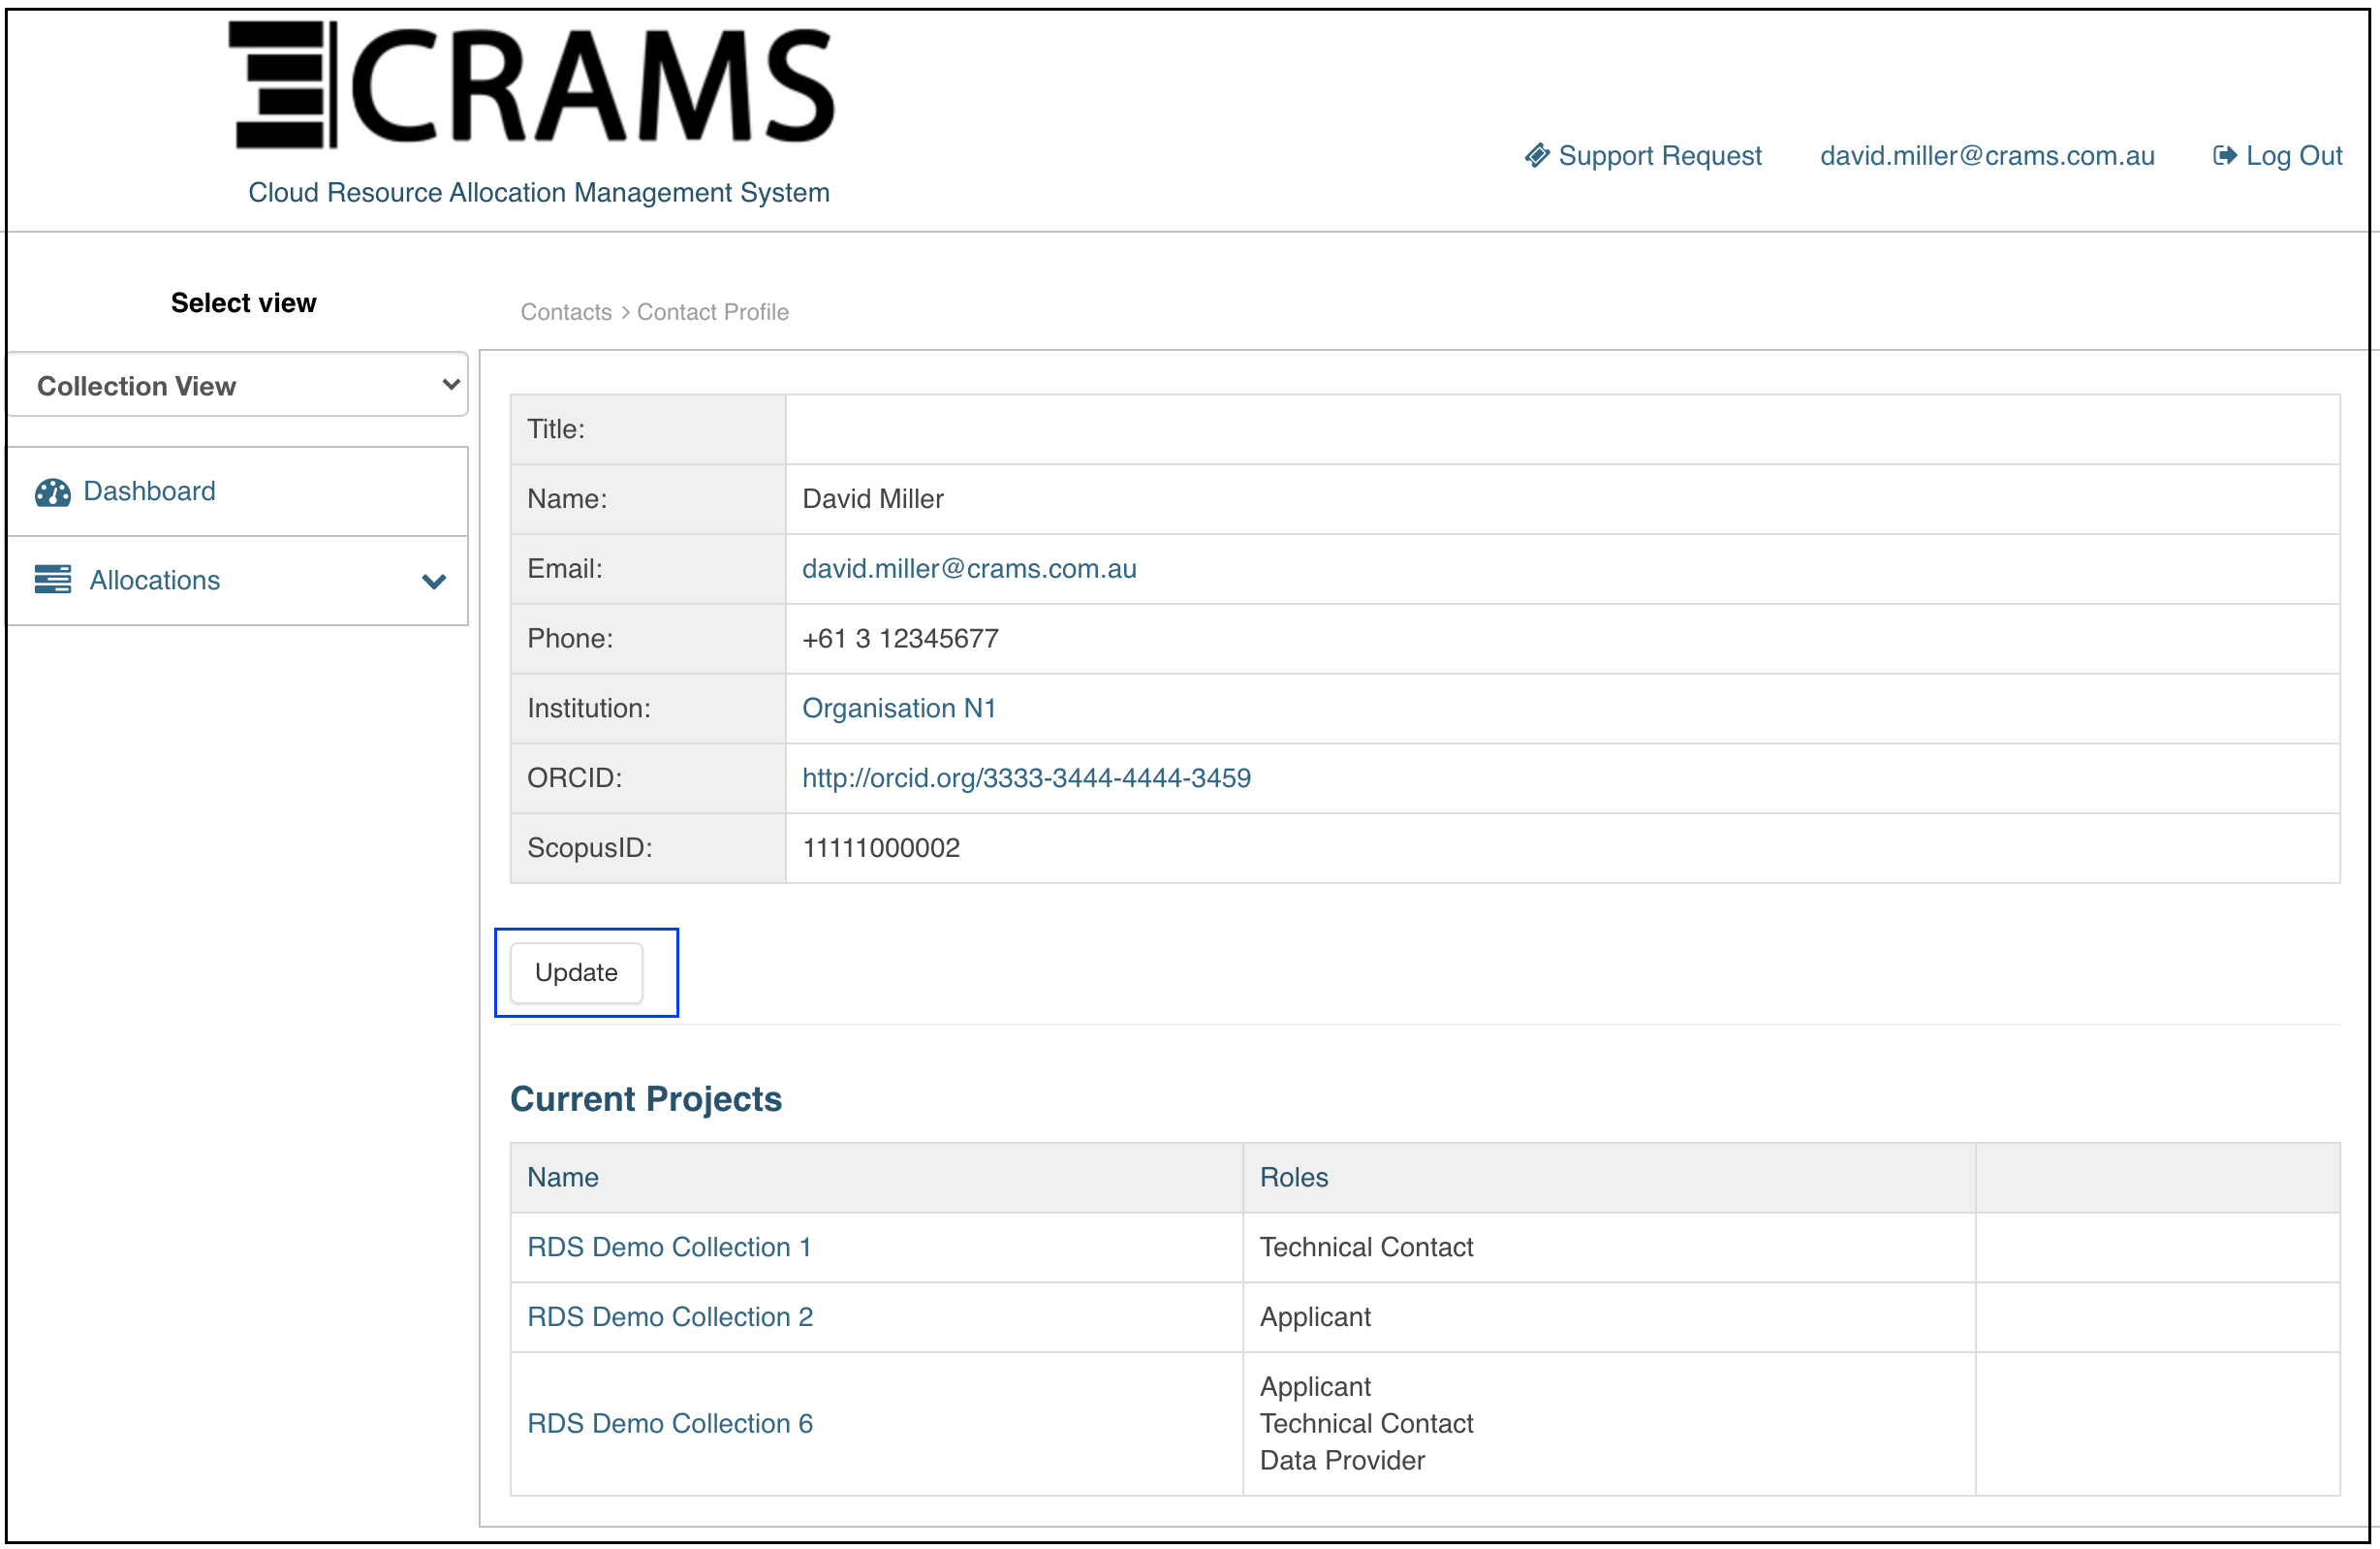 CRAMS
Cloud Resource Allocation Management System
Support Request david.miller@crams.com.au Log Out
Select view
Contacts > Contact Profile
Collection View
Dashboard
Allocations
Title:
Name: David Miller
Email: david.miller@crams.com.au
Phone: +61 3 12345677
Institution: Organisation N1
ORCID: http://orcid.org/3333-3444-4444-3459
ScopusID: 11111000002
Update
Current Projects
Name Roles
RDS Demo Collection 1 Technical Contact
RDS Demo Collection 2 Applicant
RDS Demo Collection 6 Applicant
Technical Contact
Data Provider